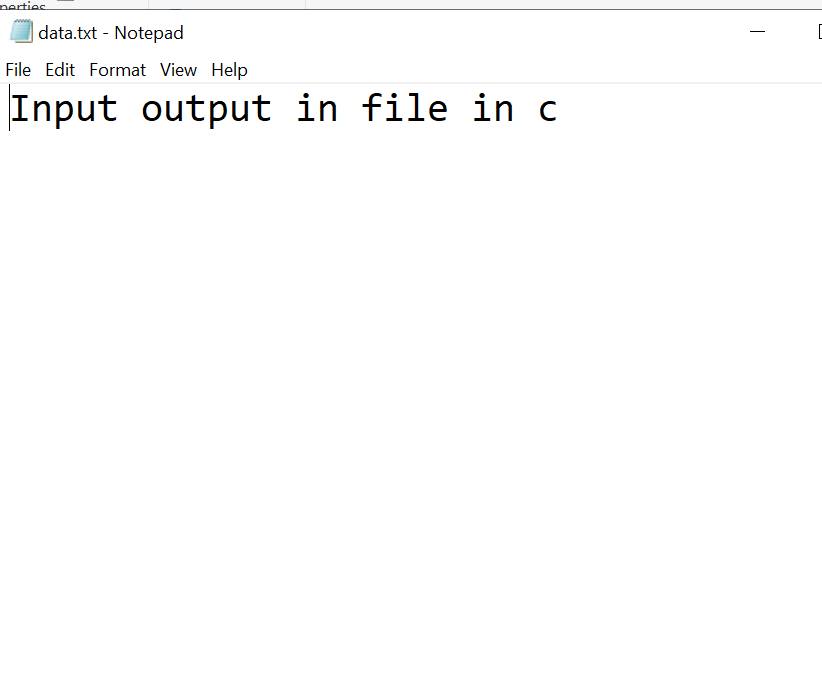 data.txt - Notepad
File Edit Format View Help
Input output in file in c